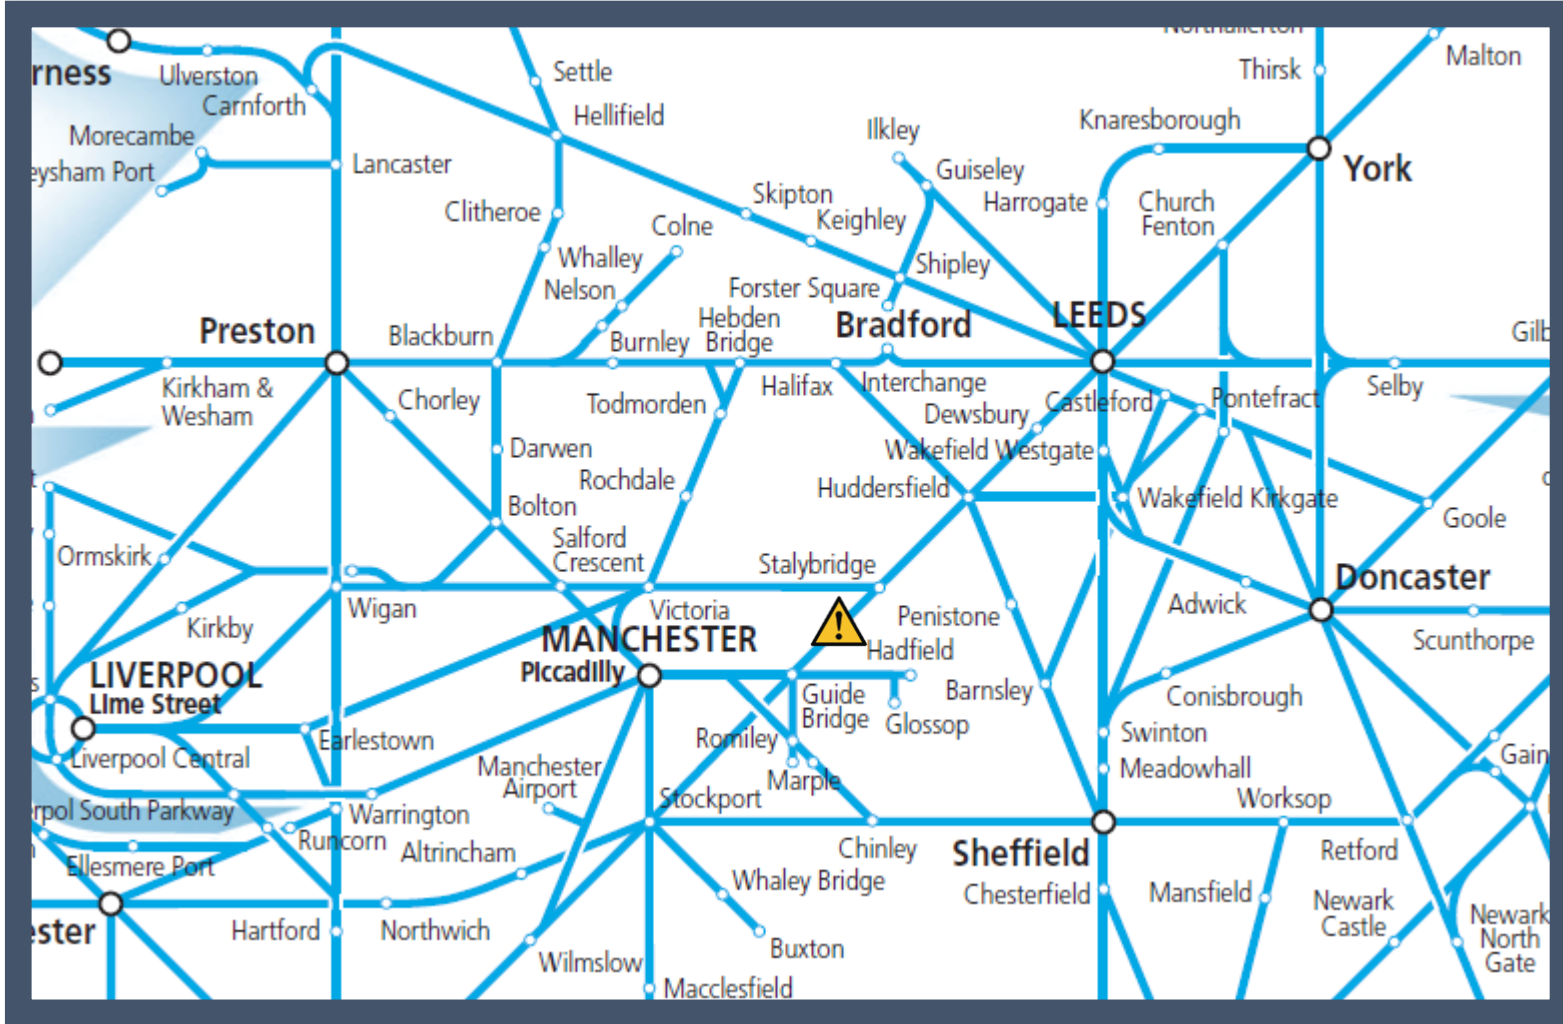 Northallerton
Malton
Thirsk
rness
Ulverston
Settle
Carnforth
Hellifield
Knaresborough
Morecambe
Ilkley
eysham Port
Lancaster
Guiseley
York
Skipton
Harrogate
Church
Fenton
Clitheroe
Keighley
Colne
Whalley
Shipley
Nelson
Forster Square
Hebden
Bridge
Bradford
LEEDS
Preston
Blackburn
Burnley
Gilb
Kirkham &
Wesham
Chorley
Halifax
Interchange
Selby
Todmorden
Dewsbury
Castleford
Pontefract
Darwen
Wakefield Westgate
Rochdale
Huddersfield
Wakefield Kirkgate
Bolton
Goole
Ormskirk
Salford
Crescent
Stalybridge
Doncaster
Wigan
Victoria
Adwick
Kirkby
Penistone
MANCHESTER
Piccadilly
Hadfield
Scunthorpe
LIVERPOOL
Lime Street
Guide
Bridge
Barnsley
Conisbrough
Glossop
Earlestown
Romiley
Swinton
Liverpool Central
Manchester
Airport
Marple
Meadowhall
Gain
rpol South Parkway
Warrington
Stockport
Worksop
Runcorn
Altrincham
Chinley
Sheffield
Retford
Ellesmere Port
Whaley Bridge
Chesterfield
Mansfield
Newark
Castle
Newark
North
Gate
ester
Hartford
Northwich
Wilmslow
Buxton
Macclesfield